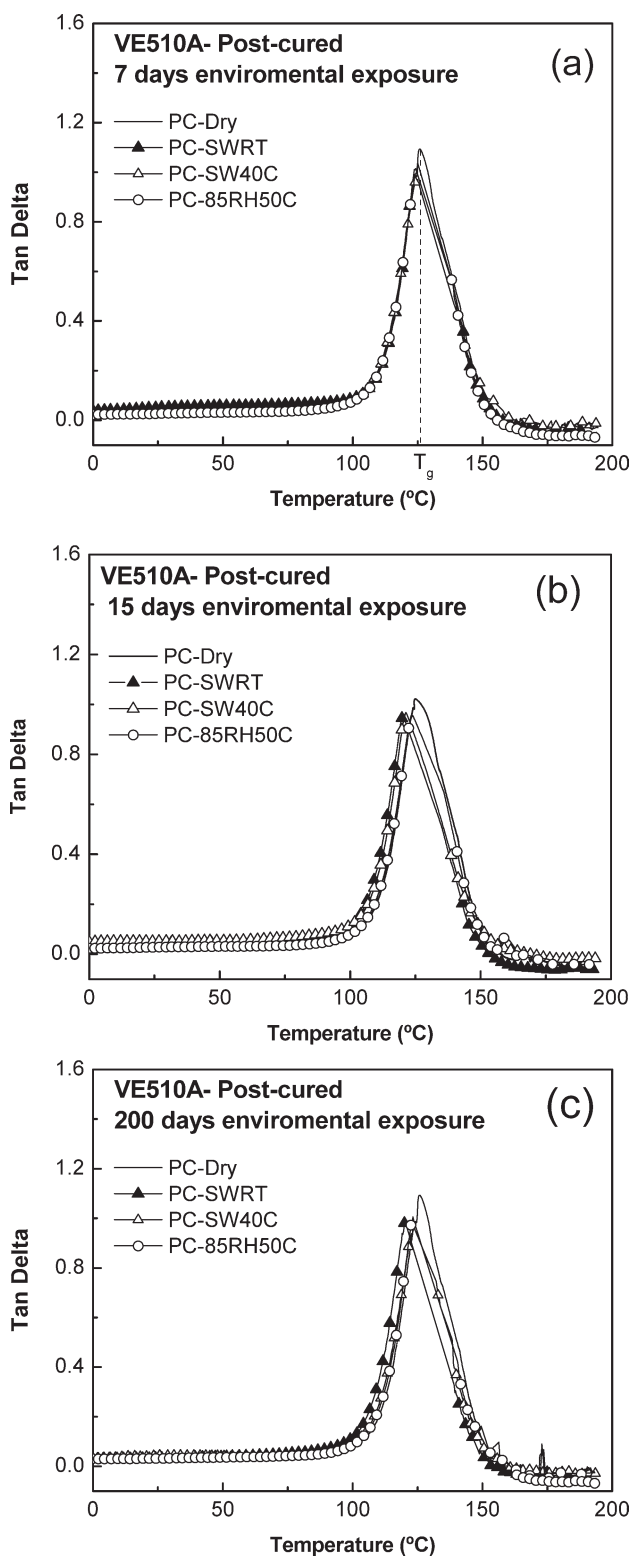 1.6
VE510A- Post-cured
7 days enviromental exposure
(a)
PC-Dry
PC-SWRT
PC-SW40C
PC-85RH50C
1.2
0.8
0.4
0.0
Tan Delta
0
50
100
Tg
150
200
Temperature (ºC)
1.6
VE510A- Post-cured
15 days enviromental exposure
(b)
PC-Dry
PC-SWRT
PC-SW40C
PC-85RH50C
1.2
0.8
0.4
0.0
Tan Delta
0
50
100
150
200
Temperature (ºC)
1.6
VE510A- Post-cured
200 days enviromental exposure
(c)
PC-Dry
PC-SWRT
PC-SW40C
PC-85RH50C
1.2
0.8
0.4
0.0
Tan Delta
0
50
100
150
200
Temperature (ºC)